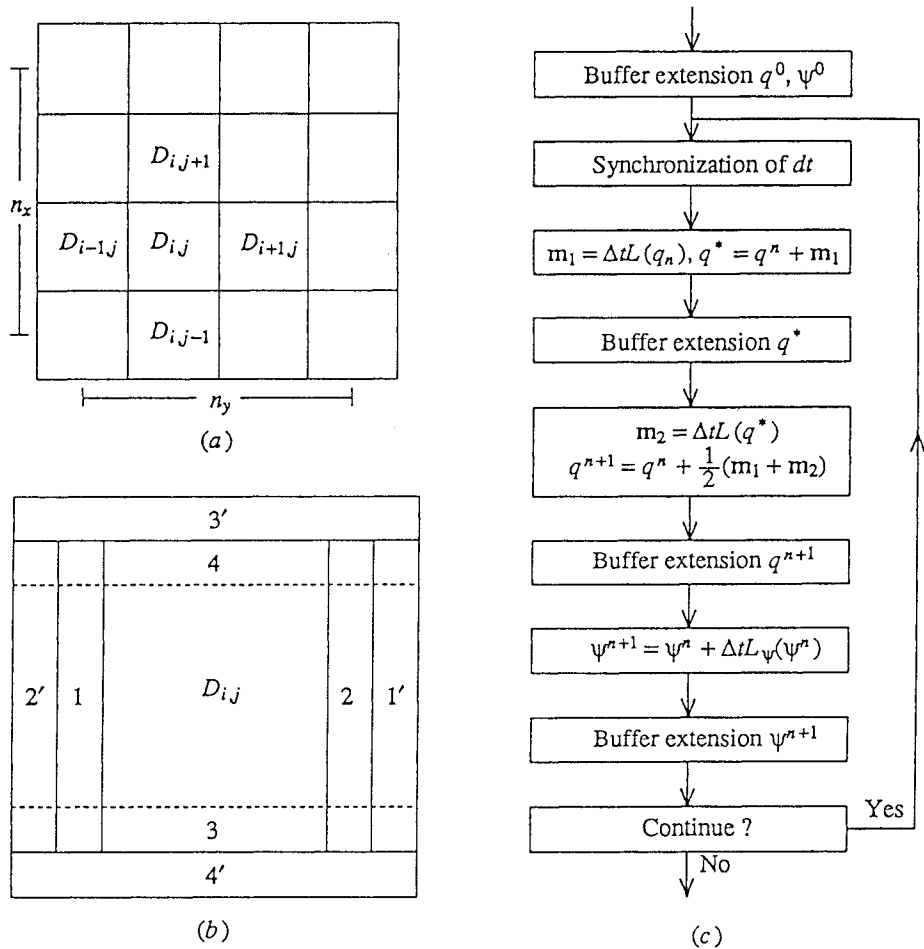 D_{i,j+1}
n_x
D_{i-1,j} D_{i,j} D_{i+1,j}
D_{i,j-1}
n_y
(a)
3′
4
2′ 1 D_{i,j} 2 1′
3
4′
(b)
Buffer extension q^0, ψ^0
Synchronization of dt
m_1 = ΔtL(q_n), q^* = q^n + m_1
Buffer extension q^*
m_2 = ΔtL(q^*)
q^{n+1} = q^n + \frac{1}{2}(m_1 + m_2)
Buffer extension q^{n+1}
ψ^{n+1} = ψ^n + ΔtL_ψ(ψ^n)
Buffer extension ψ^{n+1}
Continue ?
Yes
No
(c)